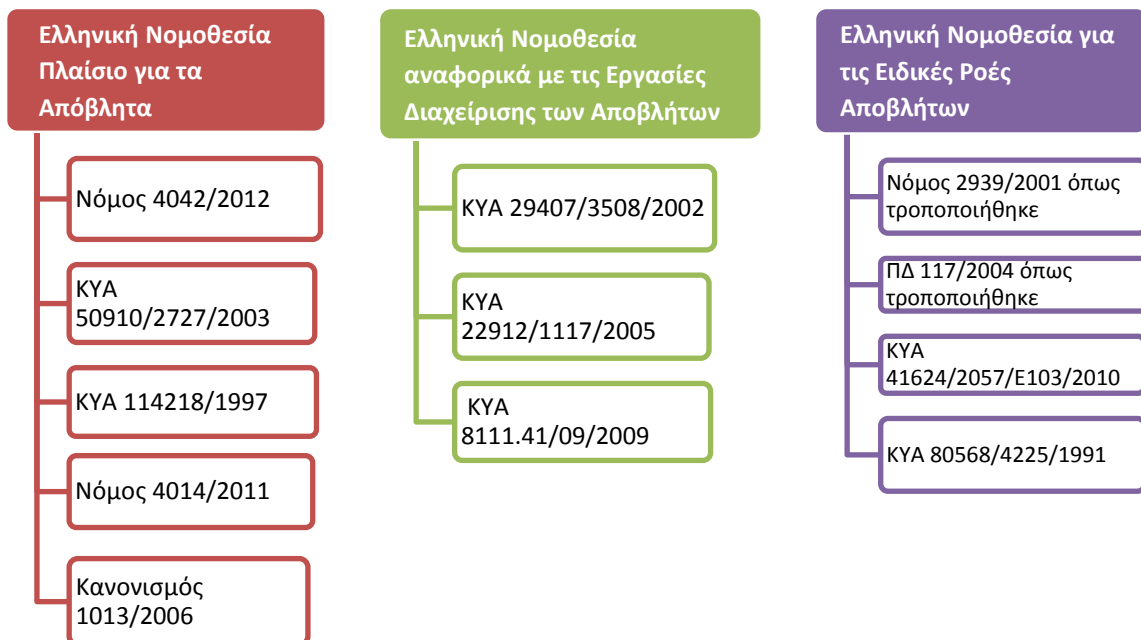 Ελληνική Νομοθεσία
Πλαίσιο για τα
Απόβλητα
Νόμος 4042/2012
ΚΥΑ
50910/2727/2003
ΚΥΑ 114218/1997
Νόμος 4014/2011
Κανονισμός
1013/2006
Ελληνική Νομοθεσία
αναφορικά με τις Εργασίες
Διαχείρισης των Αποβλήτων
ΚΥΑ 29407/3508/2002
ΚΥΑ
22912/1117/2005
ΚΥΑ
8111.41/09/2009
Ελληνική Νομοθεσία για
τις Ειδικές Ροές
Αποβλήτων
Νόμος 2939/2001 όπως
τροποποιήθηκε
ΠΔ 117/2004 όπως
τροποποιήθηκε
ΚΥΑ
41624/2057/Ε103/2010
ΚΥΑ 80568/4225/1991